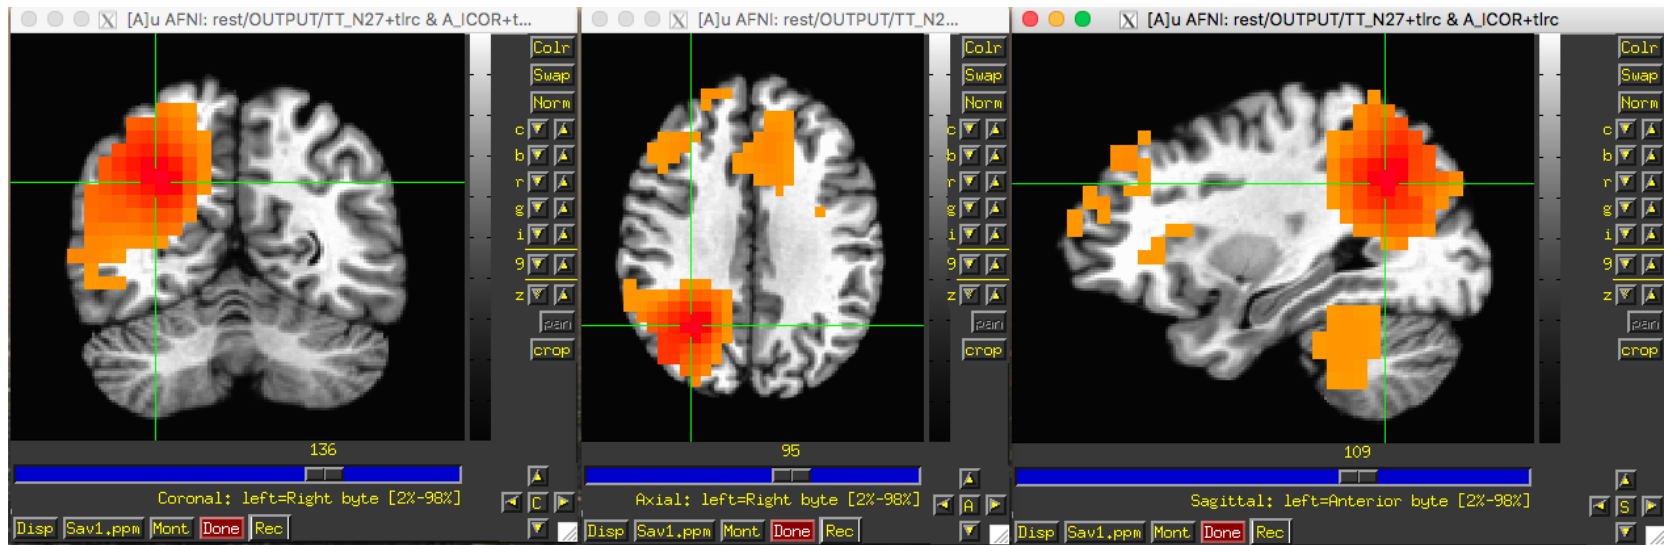 [A]u AFNI: rest/OUTPUT/TT_N27+tlrc & A_ICOR+t...
Colr
Swap
Norm
c
b
r
g
i
9
z
pan
crop
136
Coronal: left=Right byte [2%-98%]
C
Disp Sav1.ppm Mont Done Rec
[A]u AFNI: rest/OUTPUT/TT_N2...
Colr
Swap
Norm
c
b
r
g
i
9
z
pan
crop
95
Axial: left=Right byte [2%-98%]
A
Disp Sav1.ppm Mont Done Rec
[A]u AFNI: rest/OUTPUT/TT_N27+tlrc & A_ICOR+tlrc
Colr
Swap
Norm
c
b
r
g
i
9
z
pan
crop
109
Sagittal: left=Anterior byte [2%-98%]
S
Disp Sav1.ppm Mont Done Rec